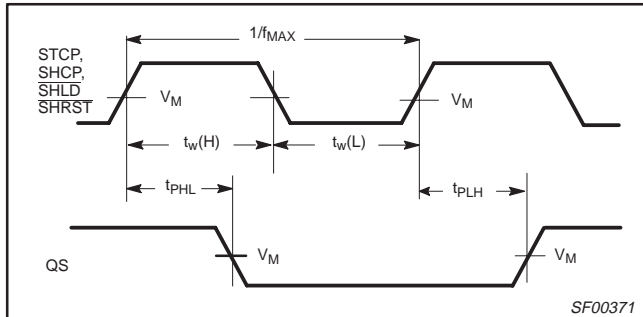 1/fMAX
STCP,
SHCP,
SHLD
SHRST
VM
VM
tw(H)
tw(L)
tPHL
tPLH
QS
VM
VM
SF00371